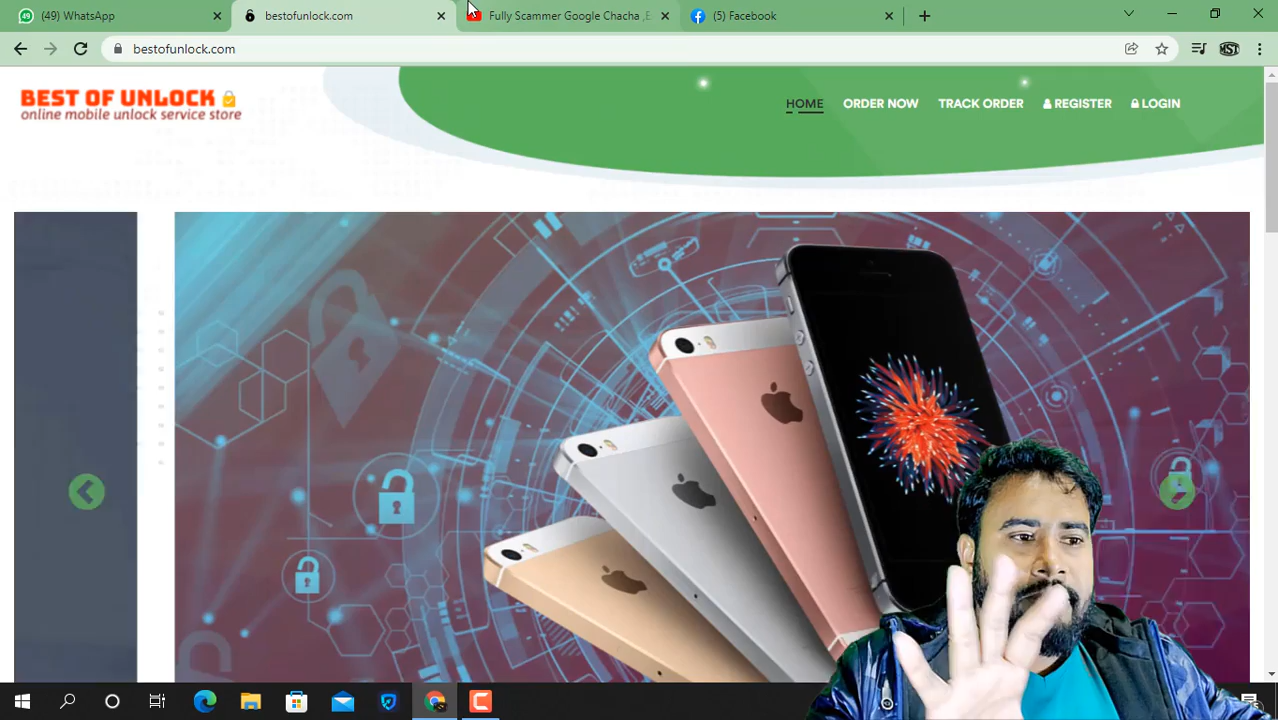 (49) WhatsApp
bestofunlock.com
Fully Scammer Google Chacha ,E
(5) Facebook
bestofunlock.com
BEST OF UNLOCK
online mobile unlock service store
HOME
ORDER NOW
TRACK ORDER
REGISTER
LOGIN